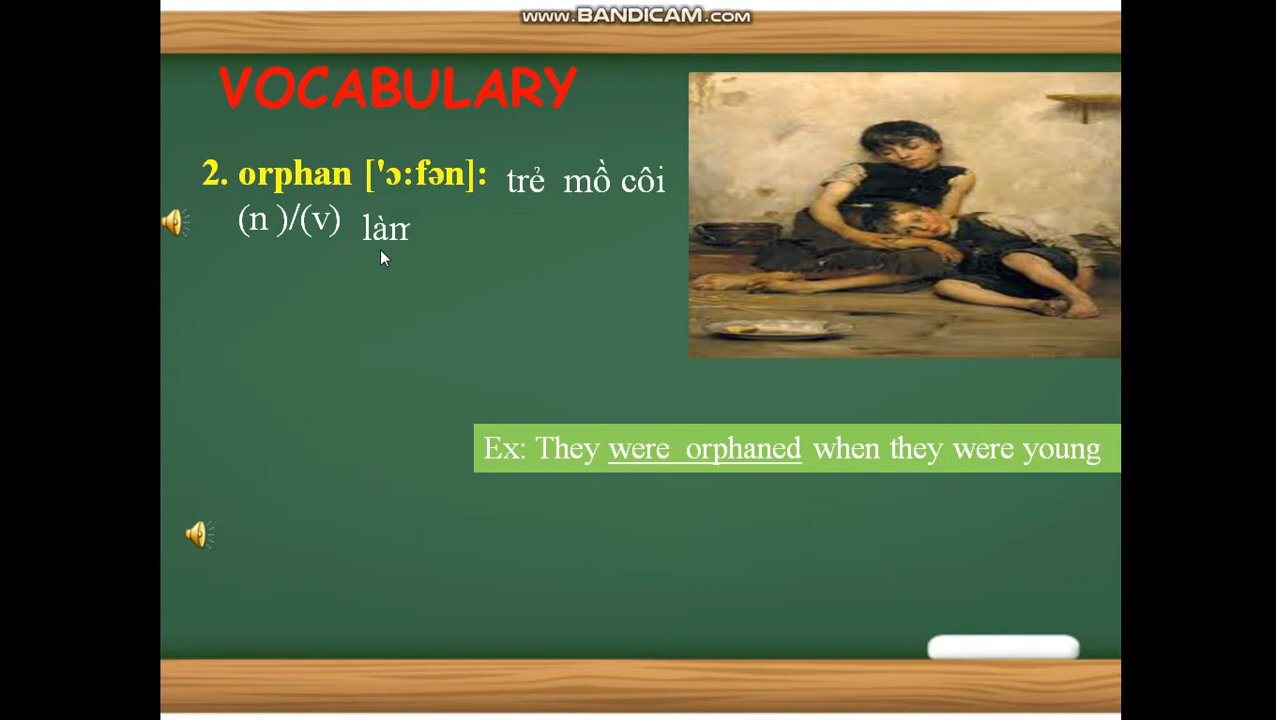 www.BANDICAM.com
VOCABULARY
2. orphan ['ɔ:fən]: trẻ mồ côi
(n )/(v) làm
Ex: They were orphaned when they were young